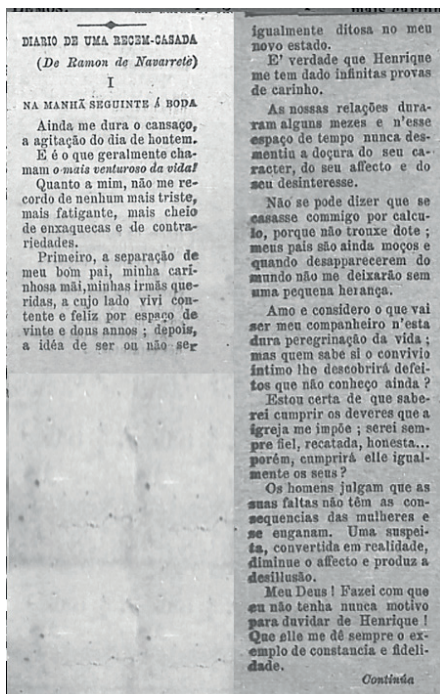 DIARIO DE UMA RECEM-CASADA
(De Ramon de Navarrete)
I
NA MANHÃ SEGUINTE Á BODA
Ainda me dura o cansaço,
a agitação do dia de hontem.
E é o que geralmente cha-
mam o mais venturoso da vida!
Quanto a mim, não me re-
cordo de nenhum mais triste,
mais fatigante, mais cheio
de enxaquecas e de contra-
riedades.
Primeiro, a separação de
meu bom pai, minha cari-
nhosa mãi, minhas irmãs que-
ridas, a cujo lado vivi con-
tente e feliz por espaço de
vinte e dous annos ; depois,
a idéa de ser ou não ser
igualmente ditosa no meu
novo estado.
E' verdade que Henrique
me tem dado infinitas provas
de carinho.
As nossas relações dura-
ram alguns mezes e n'esse
espaço de tempo nunca des-
mentiu a doçura do seu ca-
racter, do seu affecto e do
seu desinteresse.
Não se pode dizer que se
casasse commigo por calcu-
lo, porque não trouxe dote ;
meus pais são ainda moços e
quando desapparecerem do
mundo não me deixarão sem
uma pequena herança.
Amo e considero o que vai
ser meu companheiro n'esta
dura peregrinação da vida ;
mas quem sabe si o convivio
intimo lhe descobrirá defei-
tos que não conheço ainda ?
Estou certa de que sabe-
rei cumprir os deveres que a
igreja me impõe ; serei sem-
pre fiel, recatada, honesta...
porém, cumprirá elle igual-
mente os seus ?
Os homens julgam que as
suas faltas não têm as con-
sequencias das mulheres e
se enganam. Uma suspei-
ta, convertida em realidade,
diminue o affecto e produz a
desillusão.
Meu Deus ! Fazei com que
eu não tenha nunca motivo
para duvidar de Henrique !
Que elle me dê sempre o ex-
emplo de constancia e fideli-
dade.
Continúa